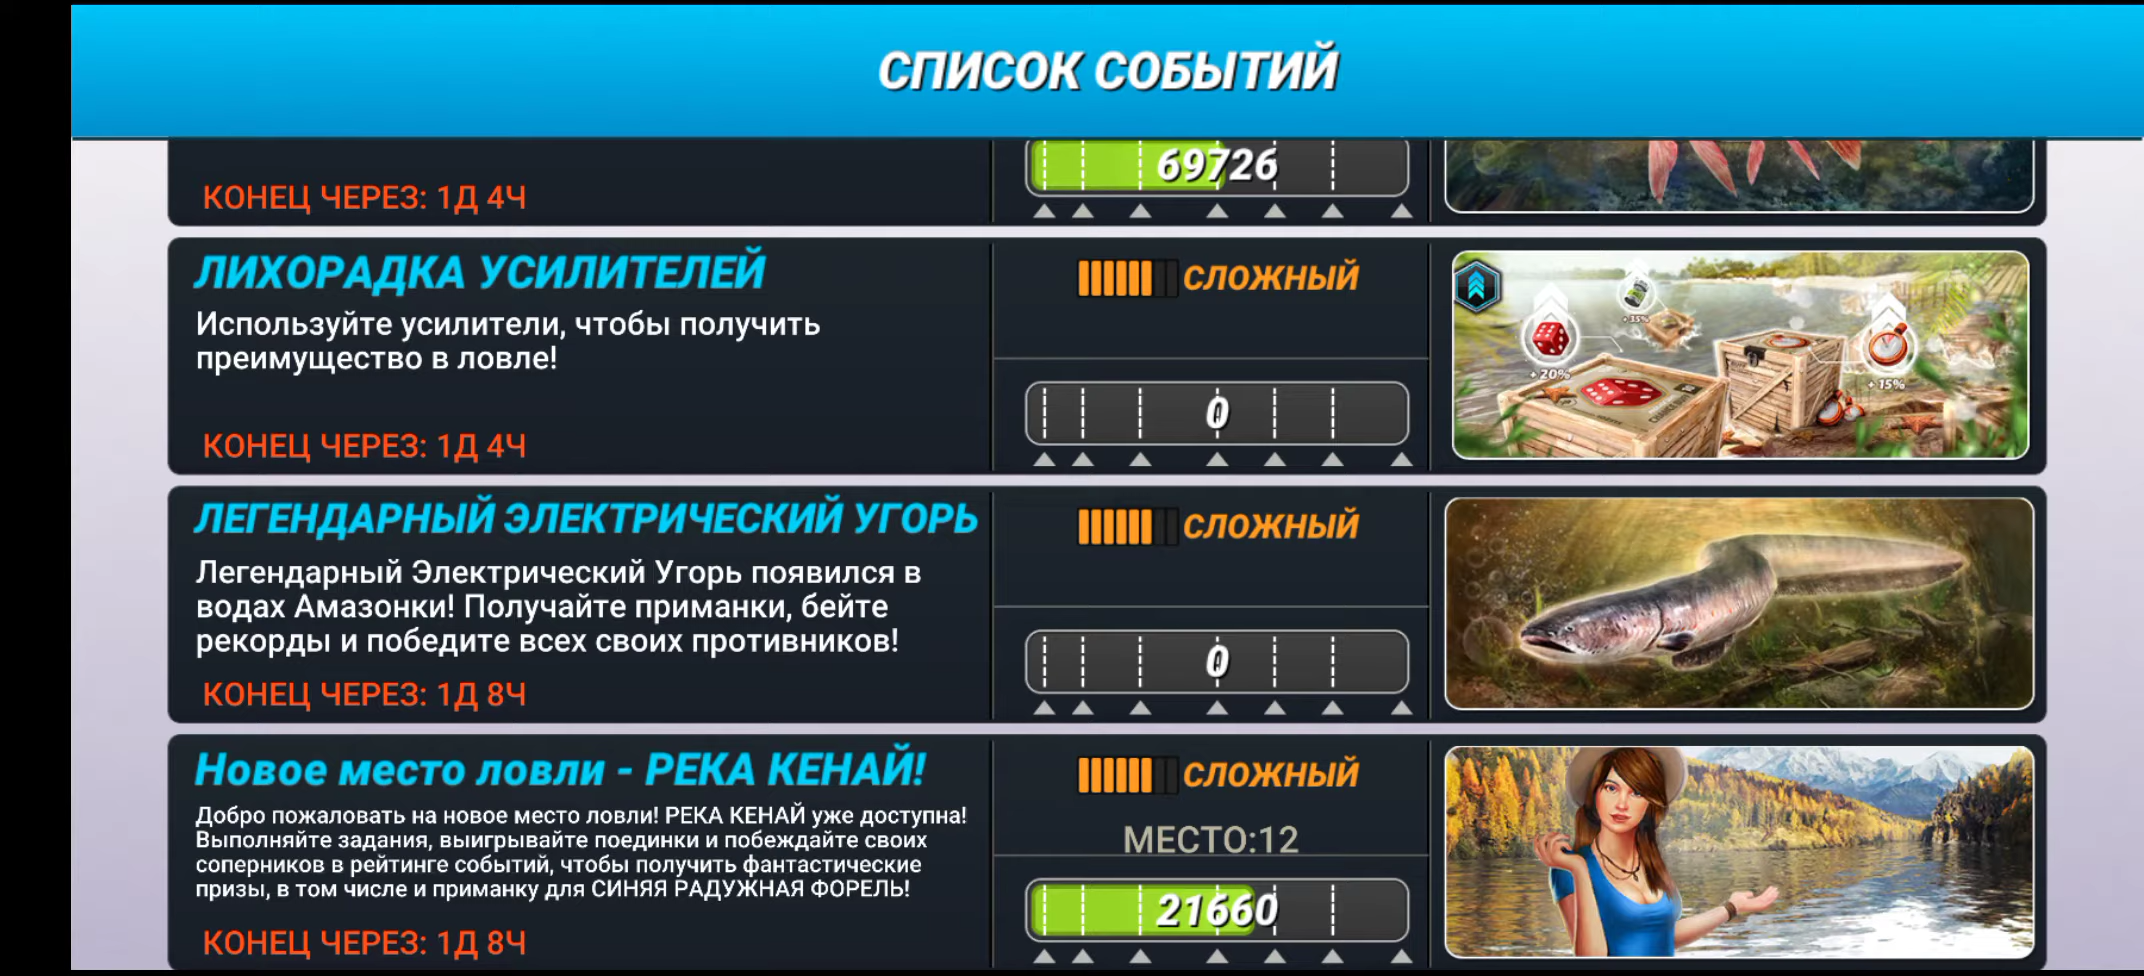 СПИСОК СОБЫТИЙ
КОНЕЦ ЧЕРЕЗ: 1Д 4Ч
69726
ЛИХОРАДКА УСИЛИТЕЛЕЙ
Используйте усилители, чтобы получить
преимущество в ловле!
КОНЕЦ ЧЕРЕЗ: 1Д 4Ч
СЛОЖНЫЙ
0
+20%
+35%
+15%
ЛЕГЕНДАРНЫЙ ЭЛЕКТРИЧЕСКИЙ УГОРЬ
Легендарный Электрический Угорь появился в
водах Амазонки! Получайте приманки, бейте
рекорды и победите всех своих противников!
КОНЕЦ ЧЕРЕЗ: 1Д 8Ч
СЛОЖНЫЙ
0
Новое место ловли - РЕКА КЕНАЙ!
Добро пожаловать на новое место ловли! РЕКА КЕНАЙ уже доступна!
Выполняйте задания, выигрывайте поединки и побеждайте своих
соперников в рейтинге событий, чтобы получить фантастические
призы, в том числе и приманку для СИНЯЯ РАДУЖНАЯ ФОРЕЛЬ!
КОНЕЦ ЧЕРЕЗ: 1Д 8Ч
СЛОЖНЫЙ
МЕСТО:12
21660